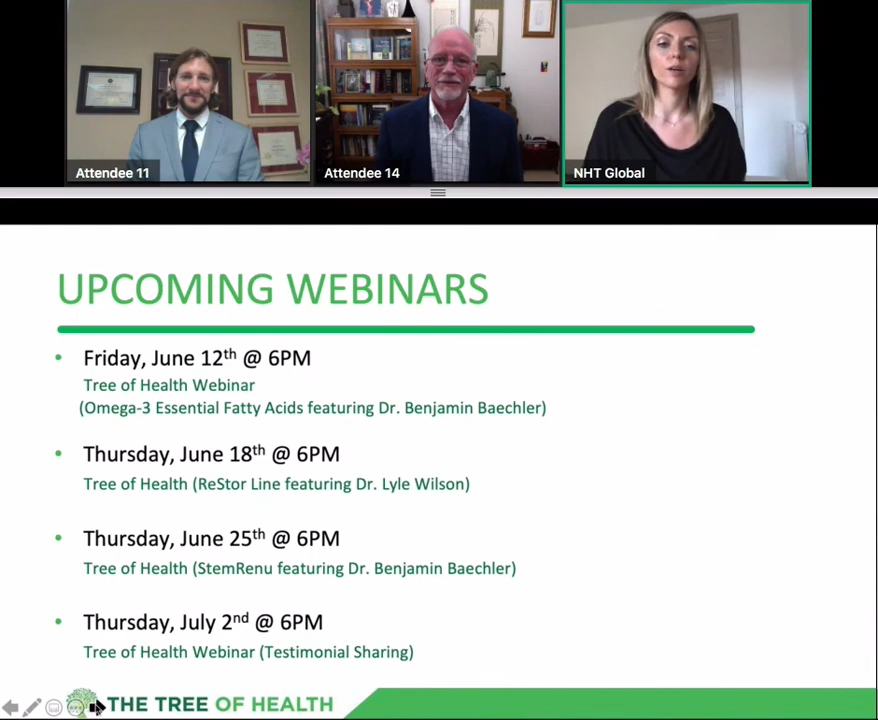 Attendee 11
Attendee 14
NHT Global
UPCOMING WEBINARS
• Friday, June 12th @ 6PM
Tree of Health Webinar
(Omega-3 Essential Fatty Acids featuring Dr. Benjamin Baechler)
• Thursday, June 18th @ 6PM
Tree of Health (ReStor Line featuring Dr. Lyle Wilson)
• Thursday, June 25th @ 6PM
Tree of Health (StemRenu featuring Dr. Benjamin Baechler)
• Thursday, July 2nd @ 6PM
Tree of Health Webinar (Testimonial Sharing)
THE TREE OF HEALTH